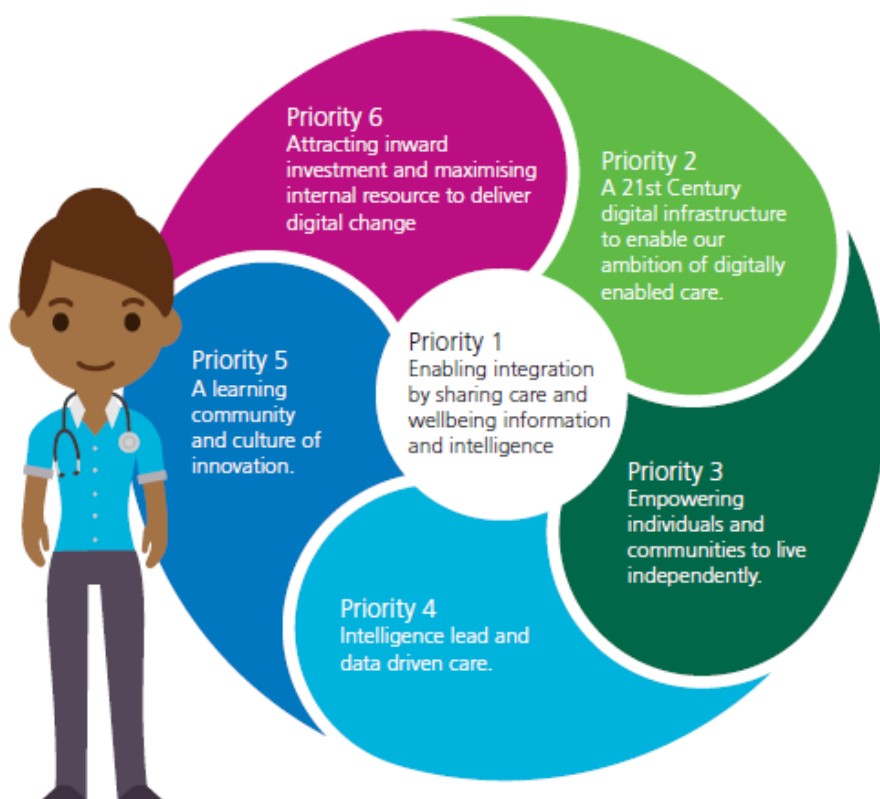 Priority 6
Attracting inward
investment and maximising
internal resource to deliver
digital change
Priority 2
A 21st Century
digital infrastructure
to enable our
ambition of digitally
enabled care.
Priority 1
Enabling integration
by sharing care and
wellbeing information
and intelligence
Priority 5
A learning
community
and culture of
innovation.
Priority 3
Empowering
individuals and
communities to live
independently.
Priority 4
Intelligence lead and
data driven care.